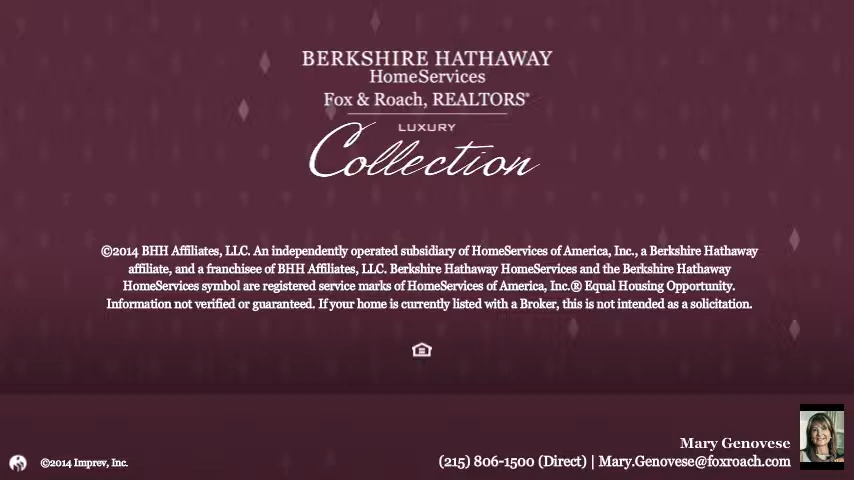 BERKSHIRE HATHAWAY
HomeServices
Fox & Roach, REALTORS®
LUXURY
Collection
©2014 BHH Affiliates, LLC. An independently operated subsidiary of HomeServices of America, Inc., a Berkshire Hathaway
affiliate, and a franchisee of BHH Affiliates, LLC. Berkshire Hathaway HomeServices and the Berkshire Hathaway
HomeServices symbol are registered service marks of HomeServices of America, Inc.® Equal Housing Opportunity.
Information not verified or guaranteed. If your home is currently listed with a Broker, this is not intended as a solicitation.
Mary Genovese
(215) 806-1500 (Direct) | Mary.Genovese@foxroach.com
©2014 Imprev, Inc.